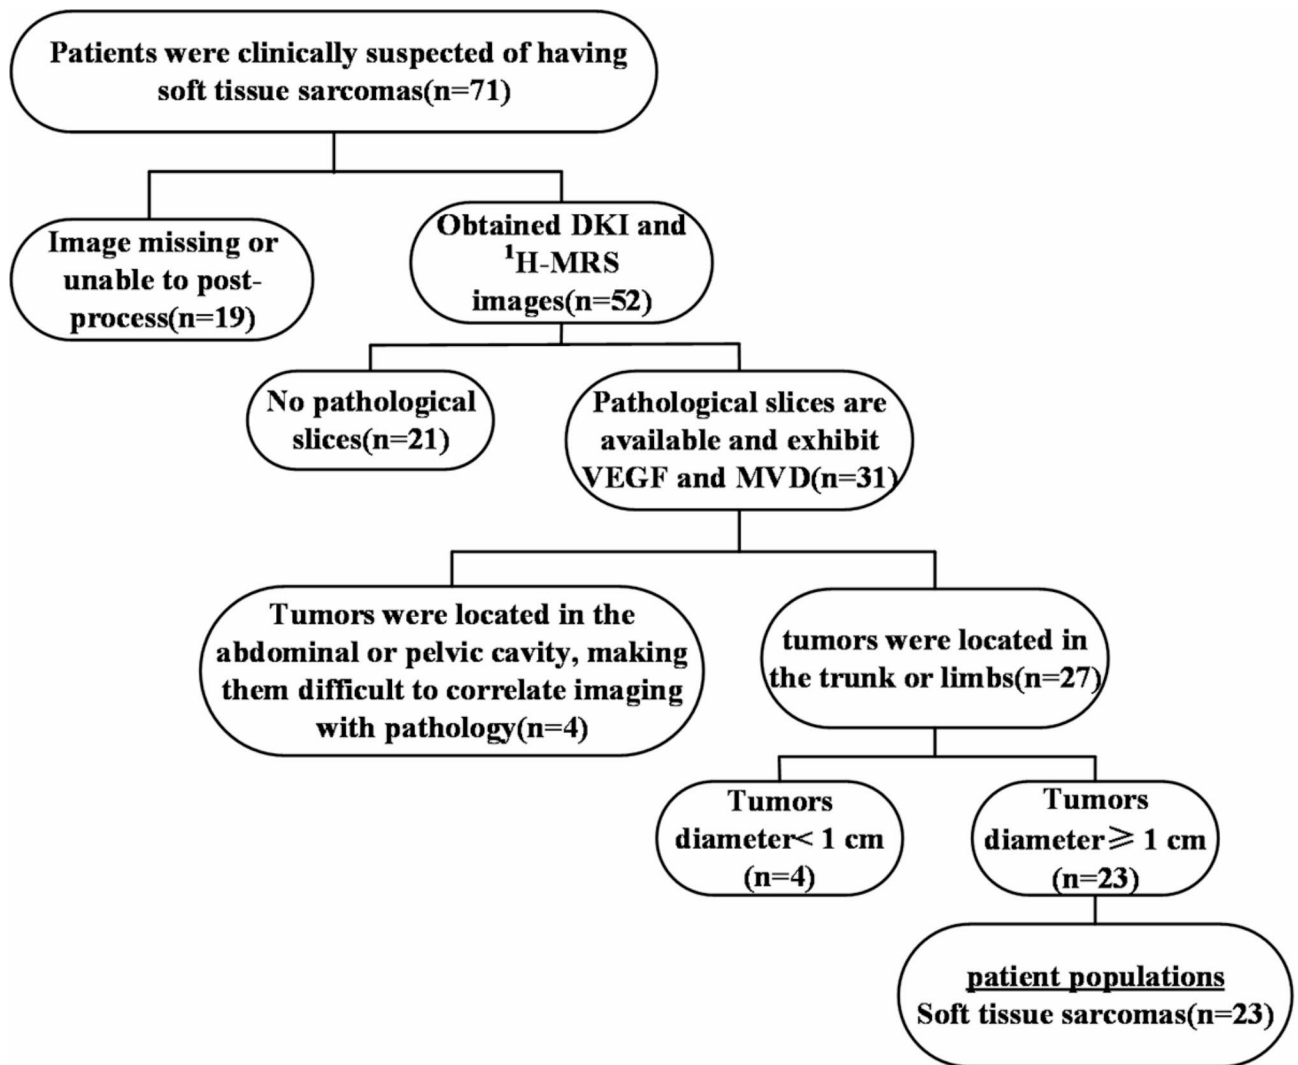 Patients were clinically suspected of having
soft tissue sarcomas(n=71)
Image missing or
unable to post-
process(n=19)
Obtained DKI and
¹H-MRS
images(n=52)
No pathological
slices(n=21)
Pathological slices are
available and exhibit
VEGF and MVD(n=31)
Tumors were located in the
abdominal or pelvic cavity, making
them difficult to correlate imaging
with pathology(n=4)
tumors were located in
the trunk or limbs(n=27)
Tumors
diameter< 1 cm
(n=4)
Tumors
diameter⩾ 1 cm
(n=23)
patient populations
Soft tissue sarcomas(n=23)